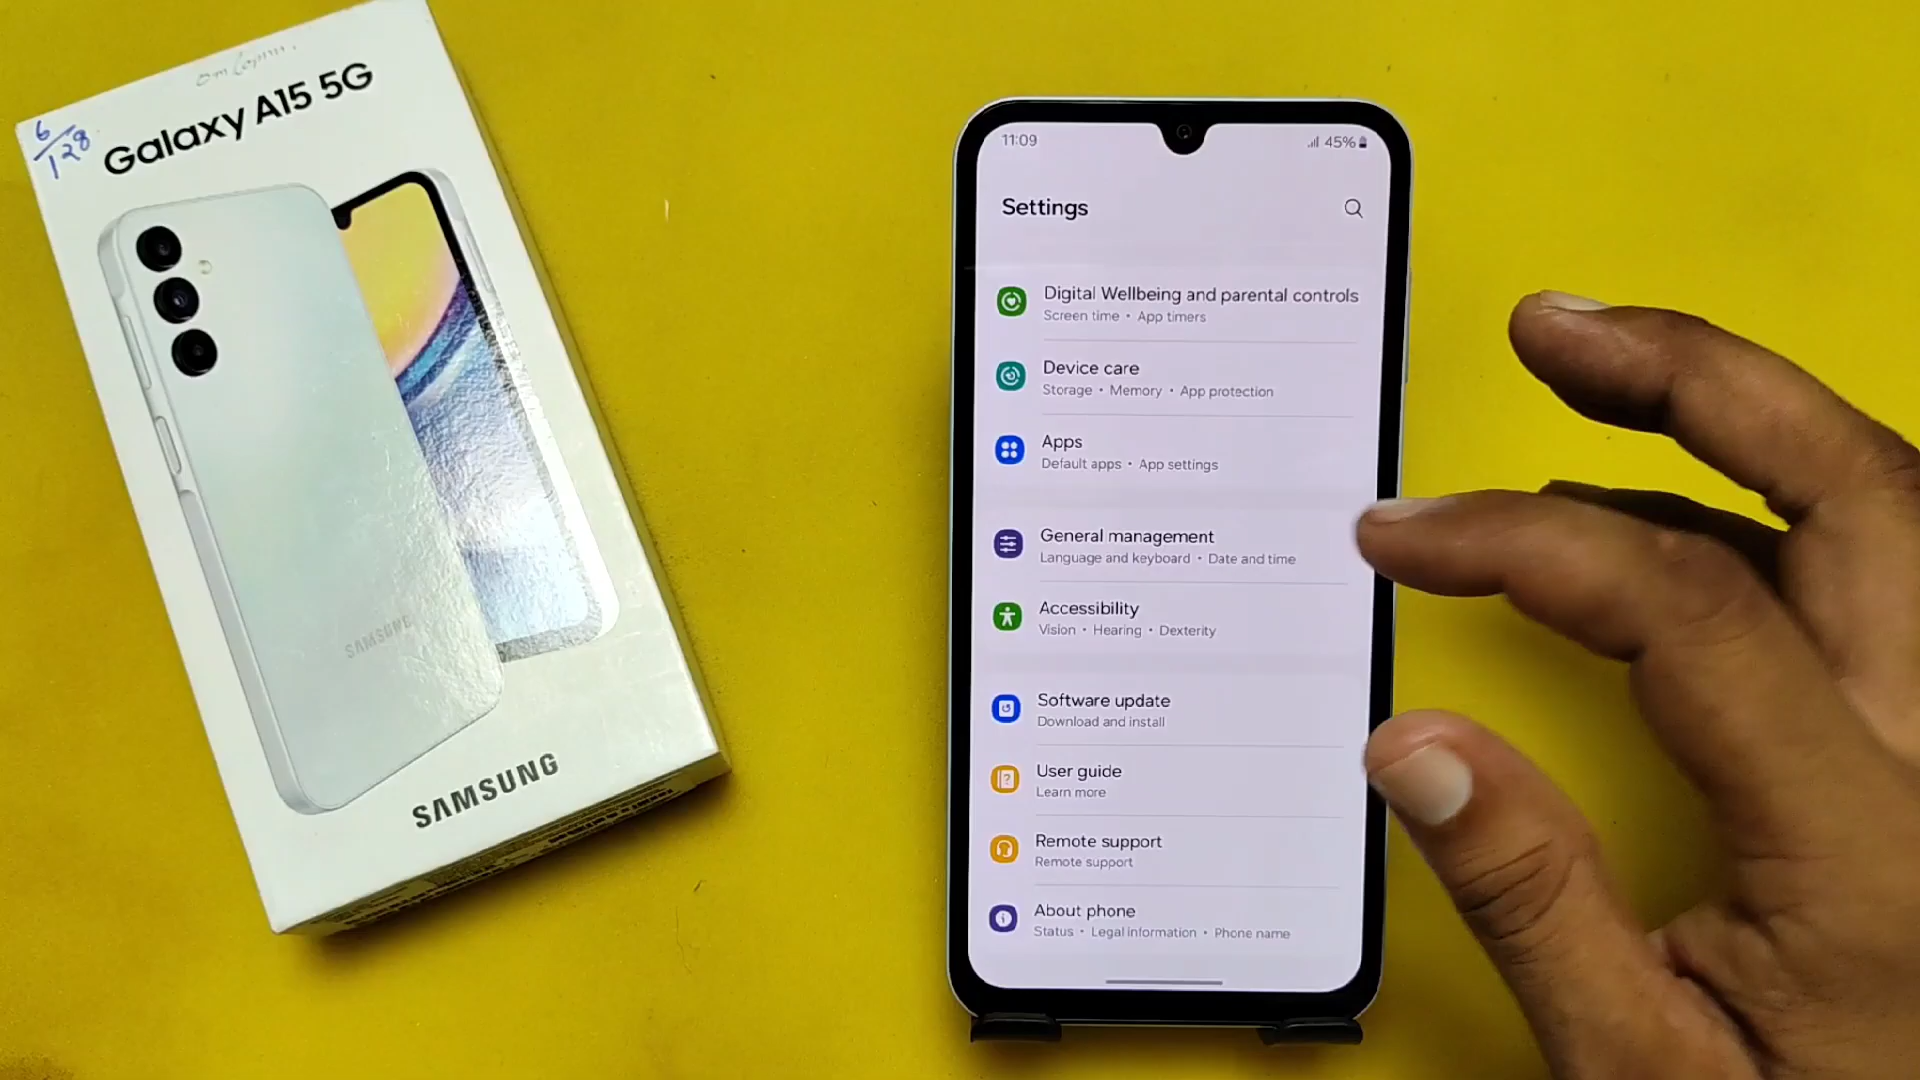 Galaxy A15 5G
6/128
SAMSUNG
SAMSUNG
11:09
45%
Settings
Digital Wellbeing and parental controls
Screen time • App timers
Device care
Storage • Memory • App protection
Apps
Default apps • App settings
General management
Language and keyboard • Date and time
Accessibility
Vision • Hearing • Dexterity
Software update
Download and install
User guide
Learn more
Remote support
Remote support
About phone
Status • Legal information • Phone name